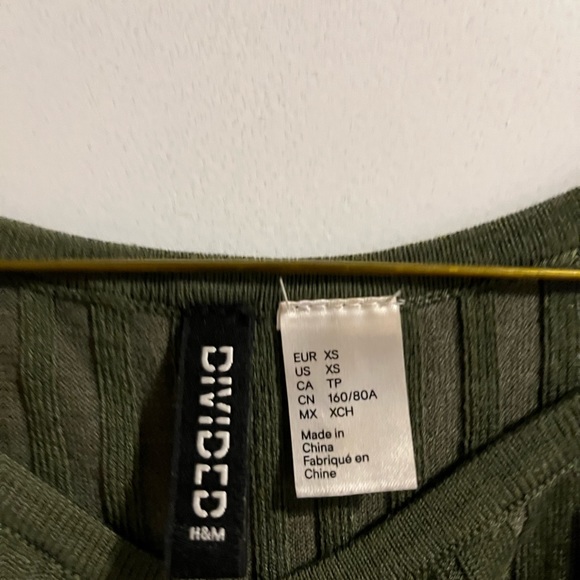 DIVIDED
H&M
EUR XS
US XS
CA TP
CN 160/80A
MX XCH
Made in
China
Fabriqué en
Chine